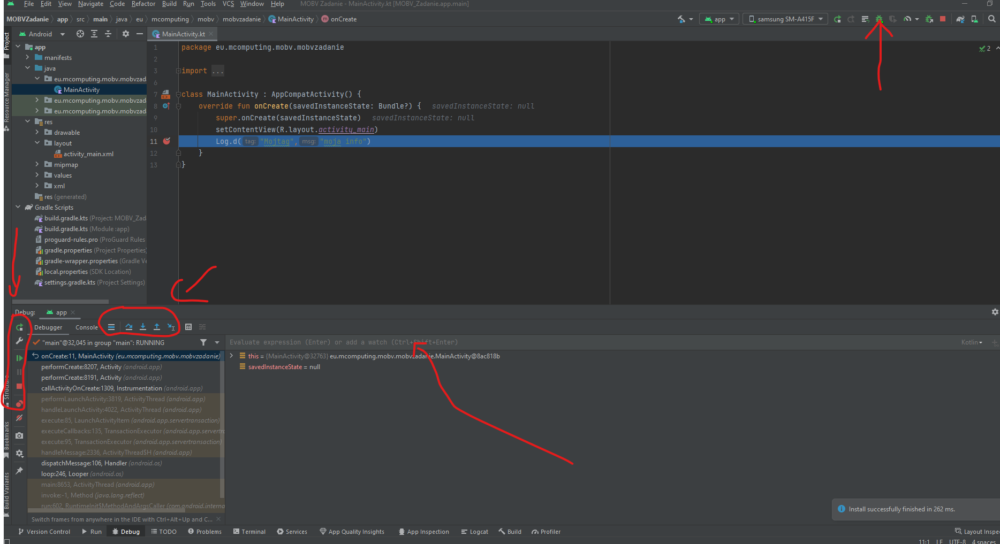 File Edit View Navigate Code Refactor Build Run Tools VCS Window Help MOBV Zadanie - MainActivity.kt [MOBV_Zadanie.app.main]
MOBVZadanie app src main java eu mcomputing mobv mobvzadanie MainActivity onCreate
app samsung SM-A415F
Project
Resource Manager
Structure
Bookmarks
Build Variants
Android
app
manifests
java
eu.mcomputing.mobv.mobvzad
MainActivity
eu.mcomputing.mobv.mobvzad
eu.mcomputing.mobv.mobvzad
res
drawable
layout
activity_main.xml
mipmap
values
xml
res (generated)
Gradle Scripts
build.gradle.kts (Project: MOBV_Zad
build.gradle.kts (Module :app)
proguard-rules.pro (ProGuard Rules
gradle.properties (Project Properties)
gradle-wrapper.properties (Gradle Ve
local.properties (SDK Location)
settings.gradle.kts (Project Settings)
MainActivity.kt
2
1 package eu.mcomputing.mobv.mobvzadanie
2
3 import ...
6
7 class MainActivity : AppCompatActivity() {
8 override fun onCreate(savedInstanceState: Bundle?) { savedInstanceState: null
9 super.onCreate(savedInstanceState) savedInstanceState: null
10 setContentView(R.layout.activity_main)
11 Log.d( tag: "Mojtag", msg: "moja info")
12 }
13 }
Debug: app
Debugger Console
"main"@32,045 in group "main": RUNNING
onCreate:11, MainActivity (eu.mcomputing.mobv.mobvzadanie)
performCreate:8207, Activity (android.app)
performCreate:8191, Activity (android.app)
callActivityOnCreate:1309, Instrumentation (android.app)
performLaunchActivity:3819, ActivityThread (android.app)
handleLaunchActivity:4022, ActivityThread (android.app)
execute:85, LaunchActivityItem (android.app.servertransaction)
executeCallbacks:135, TransactionExecutor (android.app.servertra
execute:95, TransactionExecutor (android.app.servertransaction)
handleMessage:2336, ActivityThread$H (android.app)
dispatchMessage:106, Handler (android.os)
loop:246, Looper (android.os)
main:8653, ActivityThread (android.app)
invoke:-1, Method (java.lang.reflect)
run:602, RuntimeInit$MethodAndArgsCaller (com.android.interna
Switch frames from anywhere in the IDE with Ctrl+Alt+Up and C...
Evaluate expression (Enter) or add a watch (Ctrl+Shift+Enter) Kotlin
this = {MainActivity@32763} eu.mcomputing.mobv.mobvzadanie.MainActivity@8ac818b
savedInstanceState = null
Install successfully finished in 262 ms.
Version Control Run Debug TODO Problems Terminal Services App Quality Insights App Inspection Logcat Build Profiler Layout Inspe
11:1 LF UTF-8 4 spaces